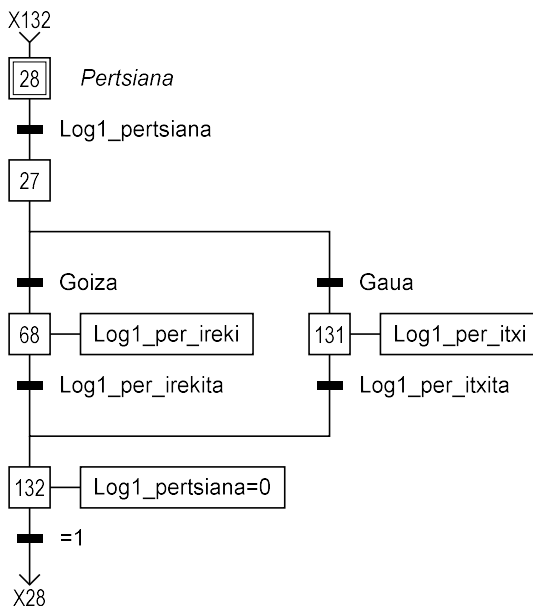 X132
28 Pertsiana
Log1_pertsiana
27
Goiza Gaua
68 Log1_per_ireki 131 Log1_per_itxi
Log1_per_irekita Log1_per_itxita
132 Log1_pertsiana=0
=1
X28